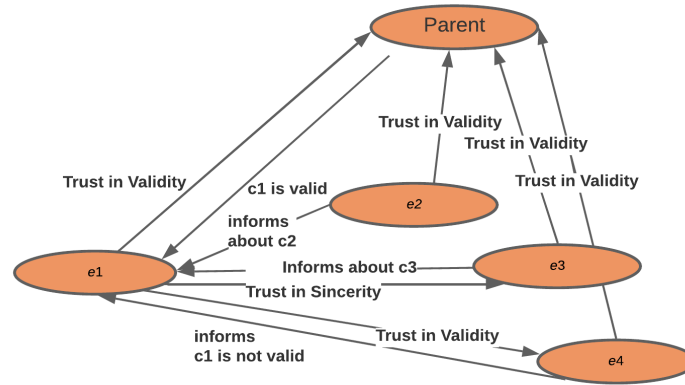 Parent
Trust in Validity
Trust in Validity
Trust in Validity
Trust in Validity
c1 is valid
e2
informs
about c2
e1
Informs about c3
e3
Trust in Sincerity
informs
c1 is not valid
Trust in Validity
e4